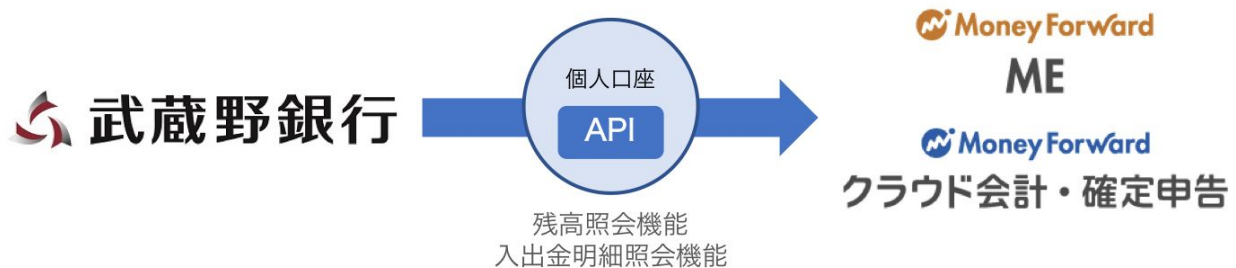 武蔵野銀行
個人口座
API
残高照会機能
入出金明細照会機能
Money Forward
ME
Money Forward
クラウド会計・確定申告